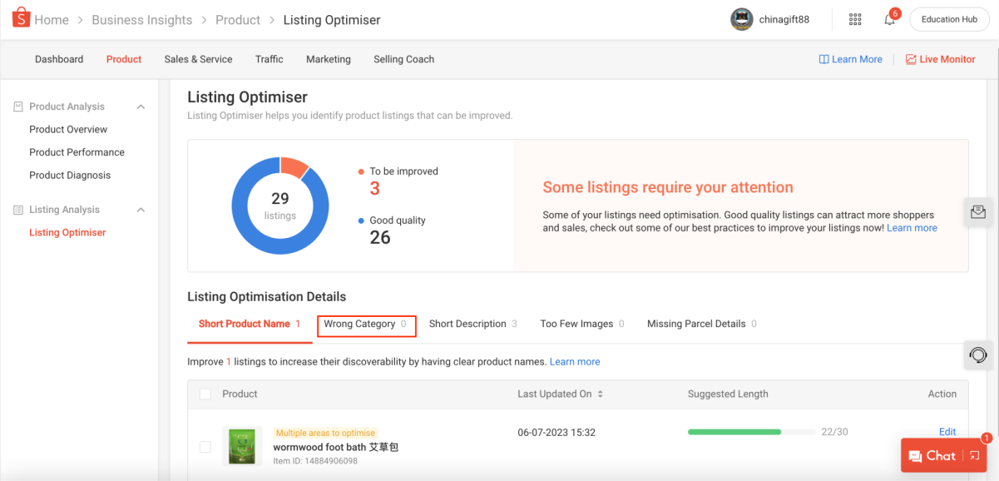 Home > Business Insights > Product > Listing Optimiser
chinagift88
6
Education Hub
Dashboard Product Sales & Service Traffic Marketing Selling Coach
Learn More Live Monitor
Product Analysis
Product Overview
Product Performance
Product Diagnosis
Listing Analysis
Listing Optimiser
Listing Optimiser
Listing Optimiser helps you identify product listings that can be improved.
29
listings
To be improved
3
Good quality
26
Some listings require your attention
Some of your listings need optimisation. Good quality listings can attract more shoppers
and sales, check out some of our best practices to improve your listings now! Learn more
Listing Optimisation Details
Short Product Name 1 Wrong Category 0 Short Description 3 Too Few Images 0 Missing Parcel Details 0
Improve 1 listings to increase their discoverability by having clear product names. Learn more
Product Last Updated On Suggested Length Action
Multiple areas to optimise
wormwood foot bath 艾草包
Item ID: 14884906098
06-07-2023 15:32
22/30
Edit
Chat
1